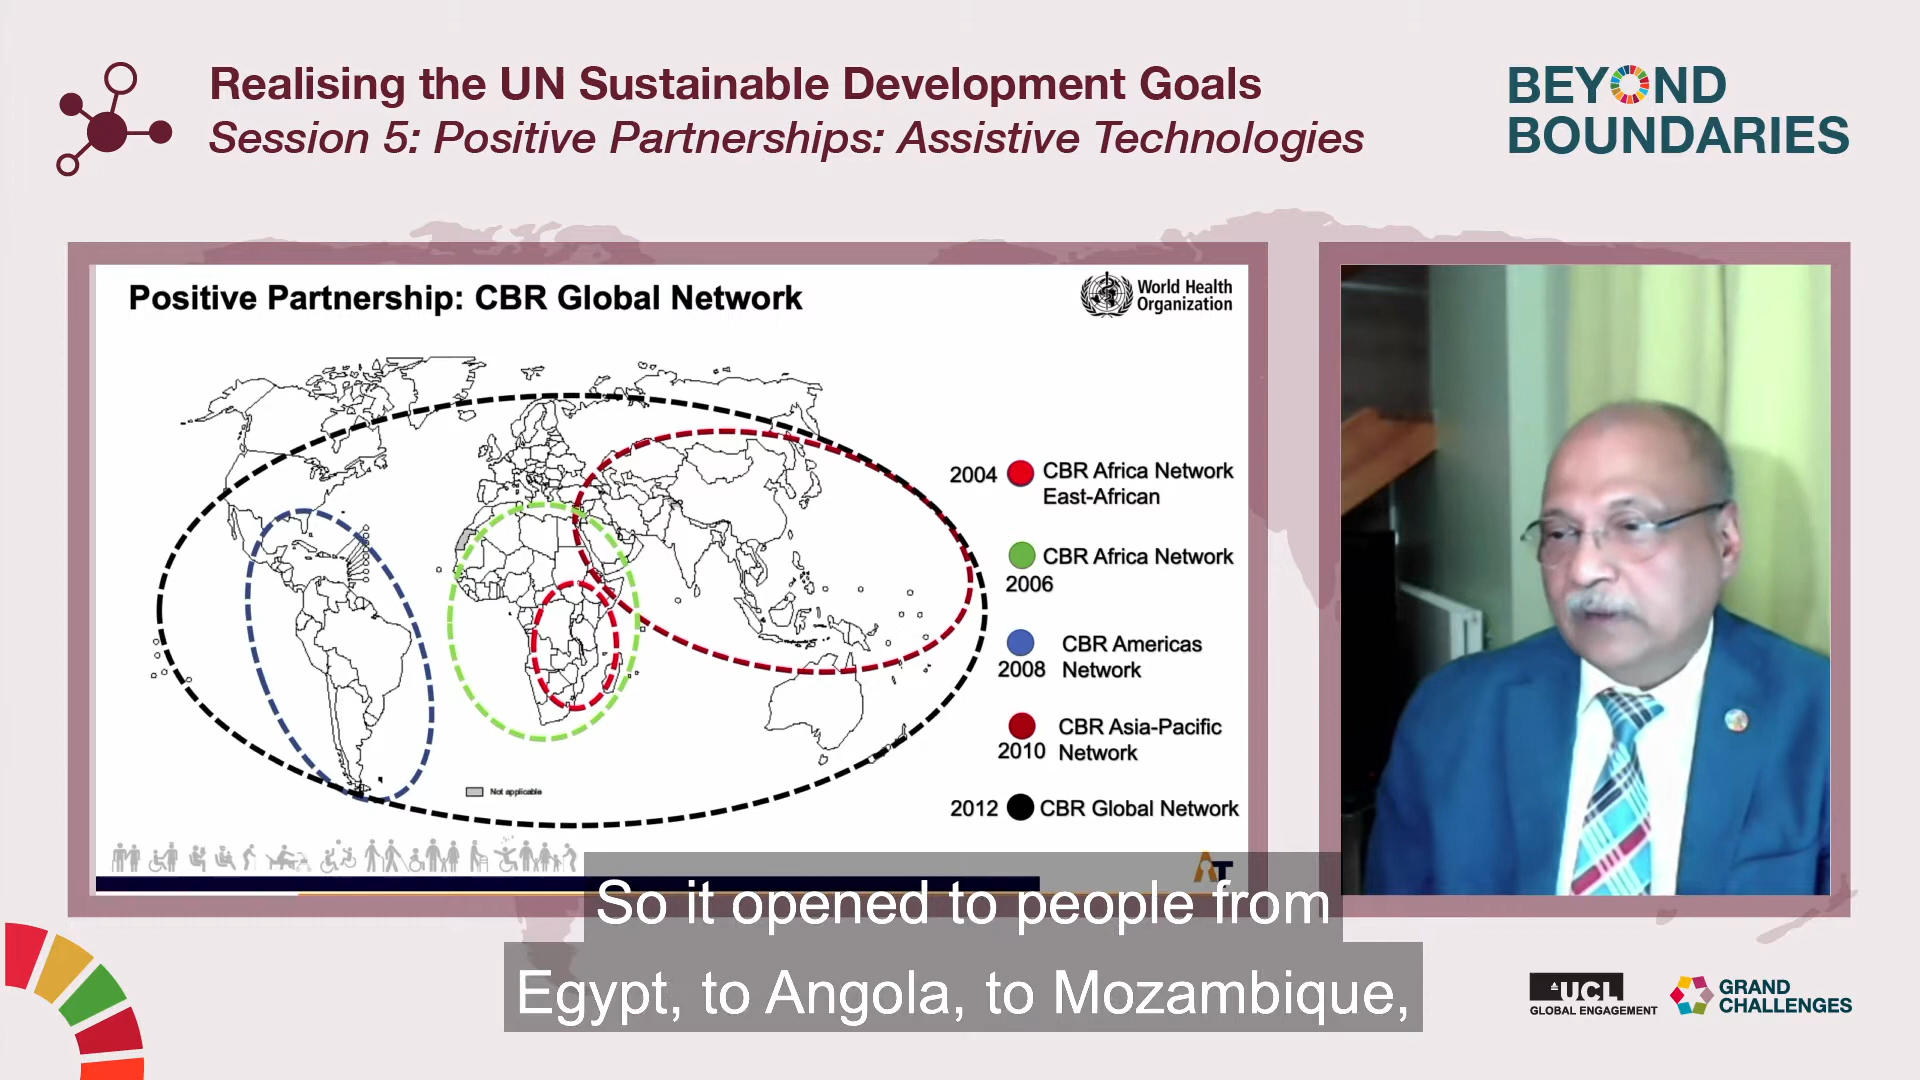 Realising the UN Sustainable Development Goals
Session 5: Positive Partnerships: Assistive Technologies
BEYOND
BOUNDARIES
Positive Partnership: CBR Global Network
World Health
Organization
2004 CBR Africa Network
East-African
CBR Africa Network
2006
CBR Americas
2008 Network
CBR Asia-Pacific
2010 Network
2012 CBR Global Network
Not applicable
AT
So it opened to people from
Egypt, to Angola, to Mozambique,
UCL
GLOBAL ENGAGEMENT
GRAND
CHALLENGES